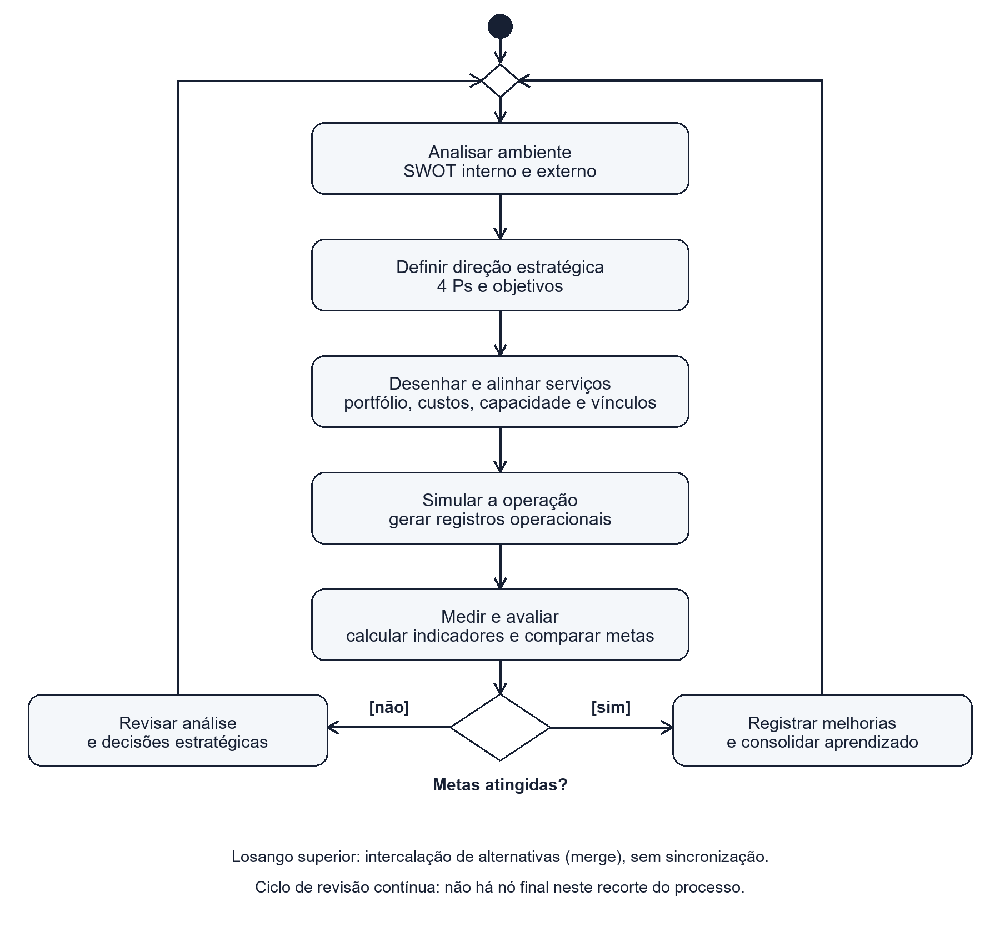 Analisar ambiente
SWOT interno e externo
Definir direção estratégica
4 Ps e objetivos
Desenhar e alinhar serviços
portfólio, custos, capacidade e vínculos
Simular a operação
gerar registros operacionais
Medir e avaliar
calcular indicadores e comparar metas
[não]
[sim]
Revisar análise
e decisões estratégicas
Registrar melhorias
e consolidar aprendizado
Metas atingidas?
Losango superior: intercalação de alternativas (merge), sem sincronização.
Ciclo de revisão contínua: não há nó final neste recorte do processo.